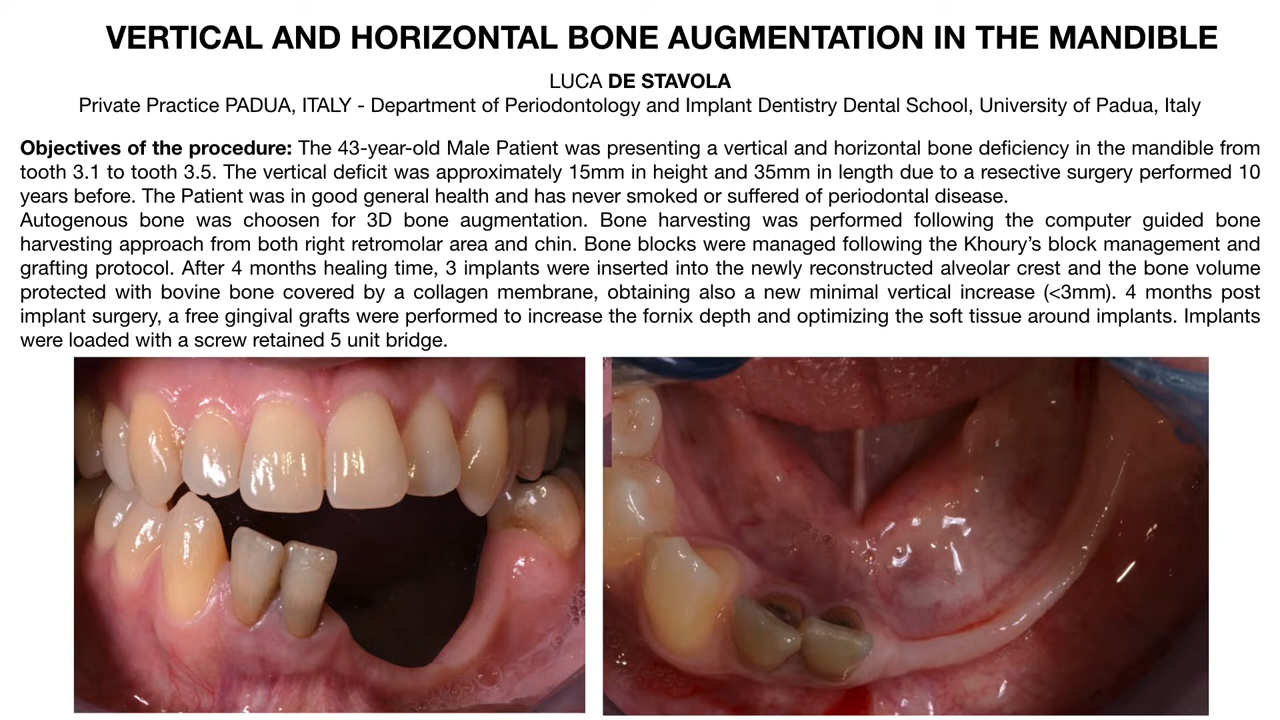 VERTICAL AND HORIZONTAL BONE AUGMENTATION IN THE MANDIBLE
LUCA DE STAVOLA
Private Practice PADUA, ITALY - Department of Periodontology and Implant Dentistry Dental School, University of Padua, Italy
Objectives of the procedure: The 43-year-old Male Patient was presenting a vertical and horizontal bone deficiency in the mandible from
tooth 3.1 to tooth 3.5. The vertical deficit was approximately 15mm in height and 35mm in length due to a resective surgery performed 10
years before. The Patient was in good general health and has never smoked or suffered of periodontal disease.
Autogenous bone was choosen for 3D bone augmentation. Bone harvesting was performed following the computer guided bone
harvesting approach from both right retromolar area and chin. Bone blocks were managed following the Khoury’s block management and
grafting protocol. After 4 months healing time, 3 implants were inserted into the newly reconstructed alveolar crest and the bone volume
protected with bovine bone covered by a collagen membrane, obtaining also a new minimal vertical increase (<3mm). 4 months post
implant surgery, a free gingival grafts were performed to increase the fornix depth and optimizing the soft tissue around implants. Implants
were loaded with a screw retained 5 unit bridge.